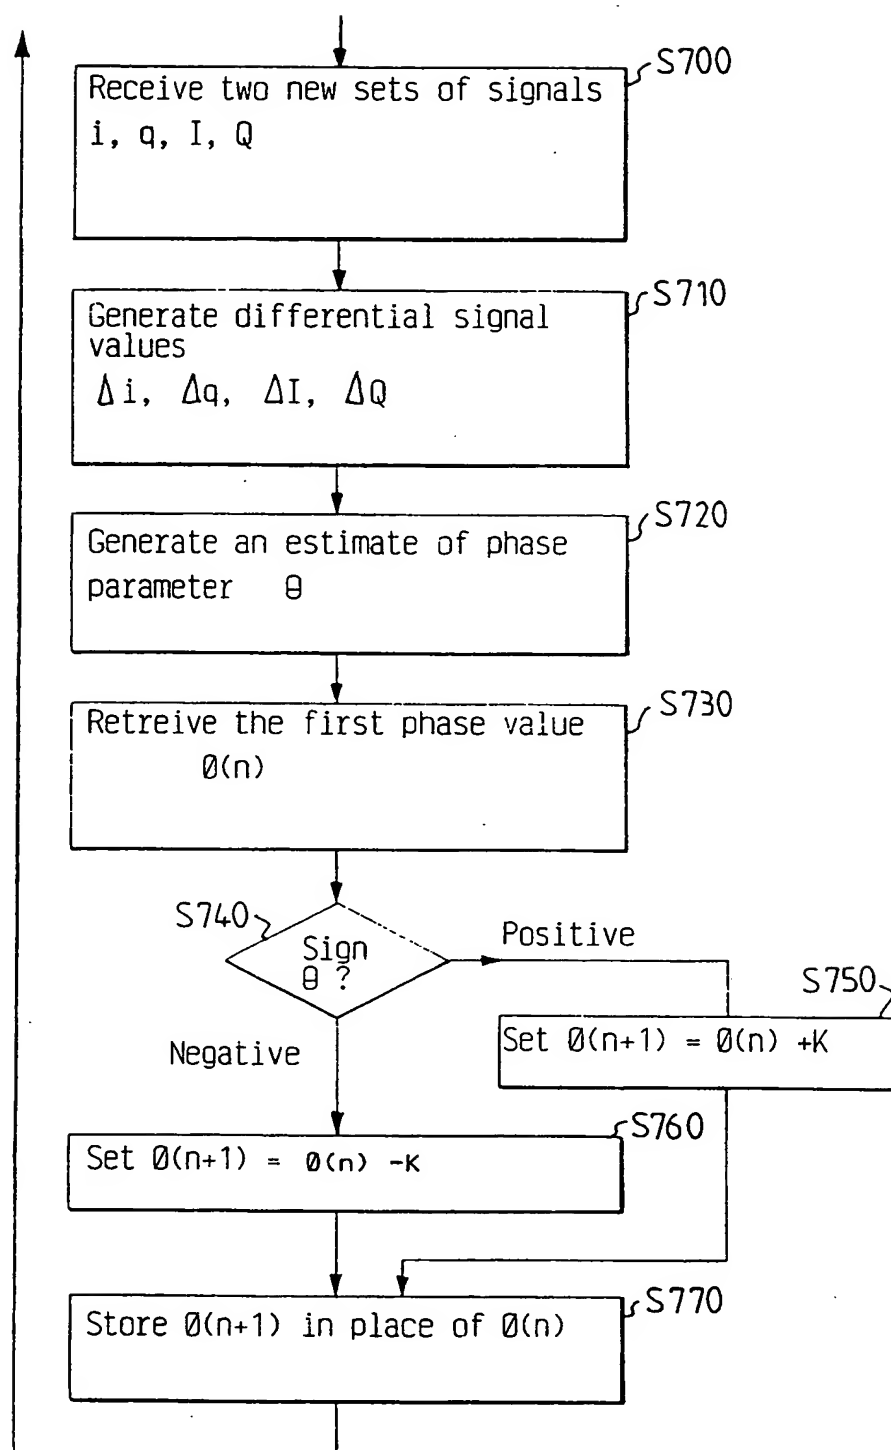 S700
Receive two new sets of signals
i, q, I, Q
S710
Generate differential signal
values
Δi, Δq, ΔI, ΔQ
S720
Generate an estimate of phase
parameter θ
S730
Retreive the first phase value
Ø(n)
S740
Sign
θ ?
Positive
Negative
S750
Set Ø(n+1) = Ø(n) +K
S760
Set Ø(n+1) = Ø(n) -K
S770
Store Ø(n+1) in place of Ø(n)